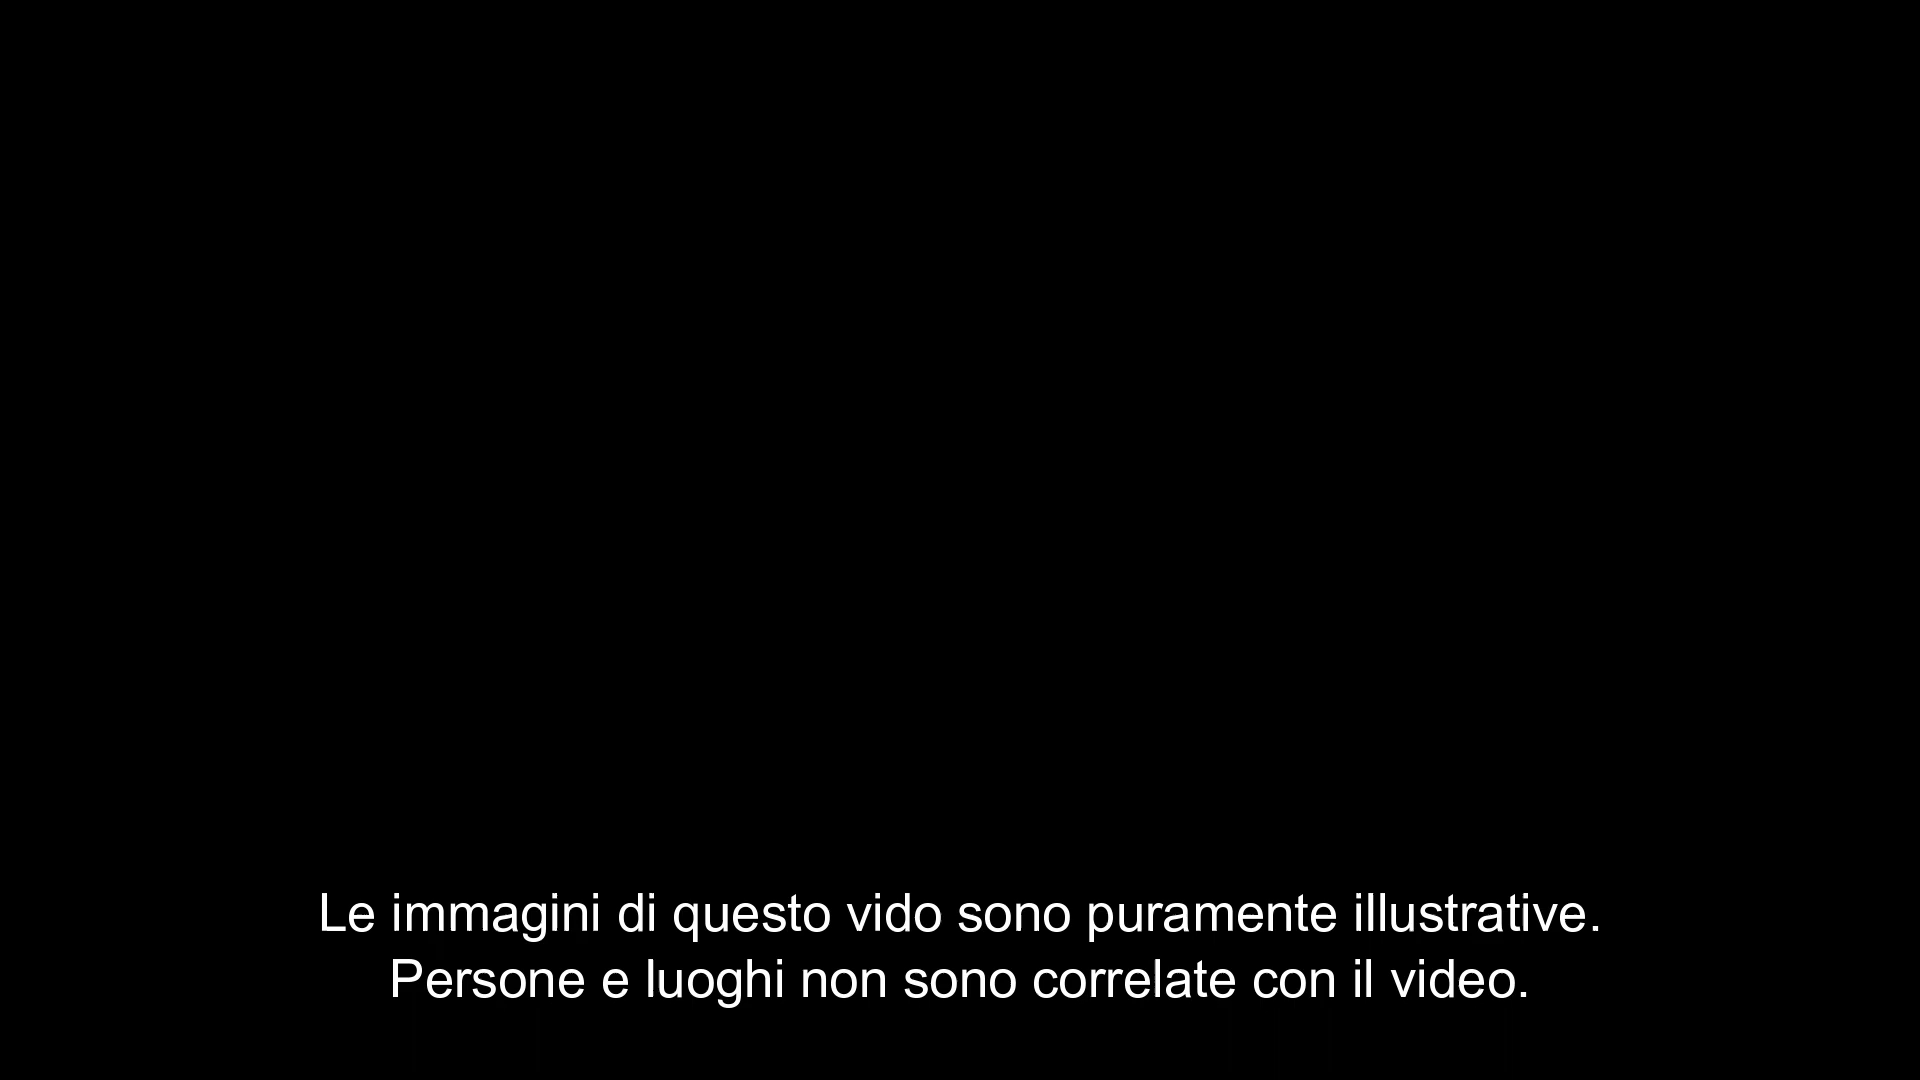 Le immagini di questo vido sono puramente illustrative.
Persone e luoghi non sono correlate con il video.